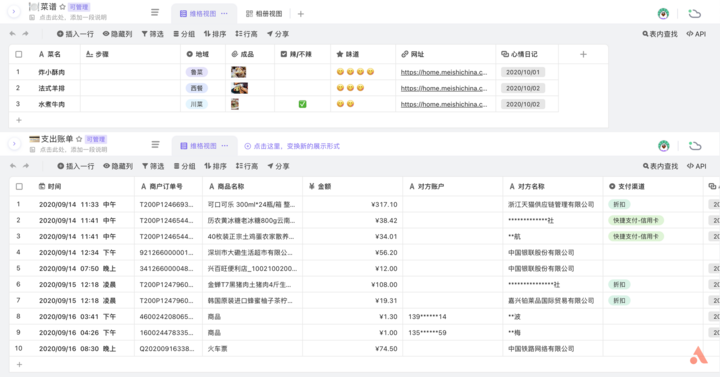 菜谱 可管理
点击此处，添加一段说明
维格视图 相册视图
插入一行 隐藏列 筛选 分组 排序 行高 分享 表内查找 API
菜名 步骤 地域 成品 辣/不辣 味道 网址 心情日记
1 炸小酥肉 鲁菜 https://home.meishichina.c... 2020/10/01
2 法式羊排 西餐 https://home.meishichina.c... 2020/10/02
3 水煮牛肉 川菜 https://home.meishichina.c... 2020/10/02
支出账单 可管理
点击此处，添加一段说明
维格视图 点击这里，变换新的展示形式
插入一行 隐藏列 筛选 分组 排序 行高 分享 表内查找 API
时间 商户订单号 商品名称 金额 对方账户 对方名称 支付渠道
1 2020/09/14 11:33 中午 T200P1246693... 可口可乐 300ml*24瓶/箱 整... ¥317.10 浙江天猫供应链管理有限公司 折扣
2 2020/09/14 11:41 中午 T200P1246544... 历农黄冰糖老冰糖800g云南... ¥38.42 *************社 快捷支付-信用卡
3 2020/09/14 11:41 中午 T200P1246544... 40枚装正宗土鸡蛋农家散养... ¥34.01 **航 快捷支付-信用卡
4 2020/09/14 12:34 下午 9212660000001... 深圳市大磡生活超市有限公... ¥56.20 中国银联股份有限公司
5 2020/09/14 07:50 晚上 3412660000048... 兴百旺便利店_1002100200... ¥12.00 中国银联股份有限公司
6 2020/09/15 12:18 凌晨 T200P1247960... 金蝉T7黑猪肉土猪肉4斤生... ¥108.00 ***************社 折扣
7 2020/09/15 12:18 凌晨 T200P1247960... 韩国原装进口蜂蜜柚子茶柠... ¥19.31 嘉兴铂莱品国际贸易有限公司 折扣
8 2020/09/16 03:41 下午 460024208065... 商品 ¥1.30 139******14 **波
9 2020/09/16 04:26 下午 160024478335... 商品 ¥1.00 135******59 **梅
10 2020/09/16 08:30 晚上 Q20200916338... 火车票 ¥74.50 中国铁路网络有限公司